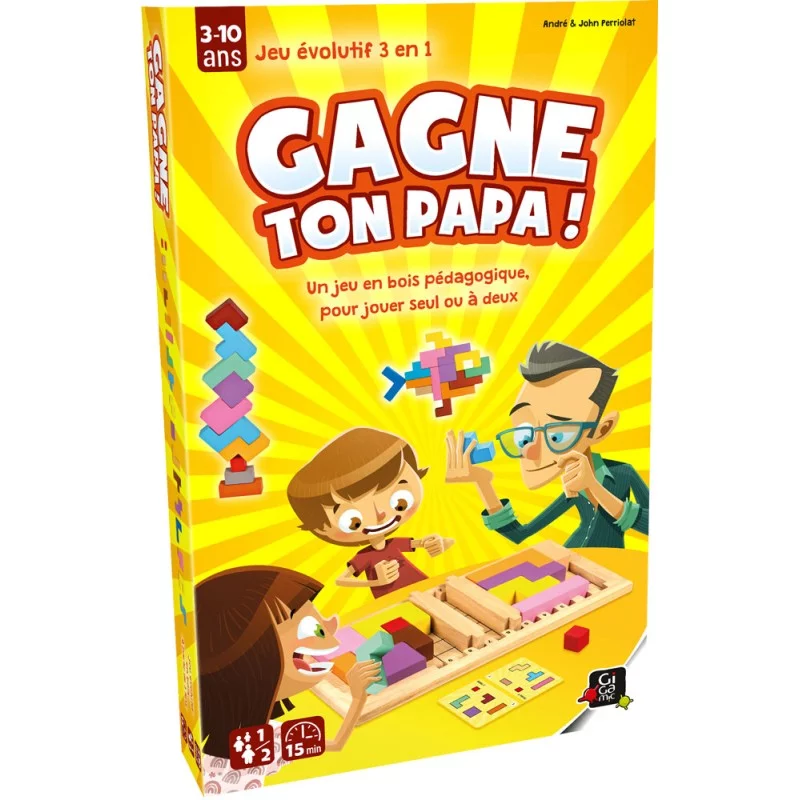 André & John Perriolat
3-10
ans
Jeu évolutif 3 en 1
GAGNE
TON PAPA !
Un jeu en bois pédagogique,
pour jouer seul ou à deux
GAGNE
TON PAPA !
1
2
15 min
Gi
Ga
mic